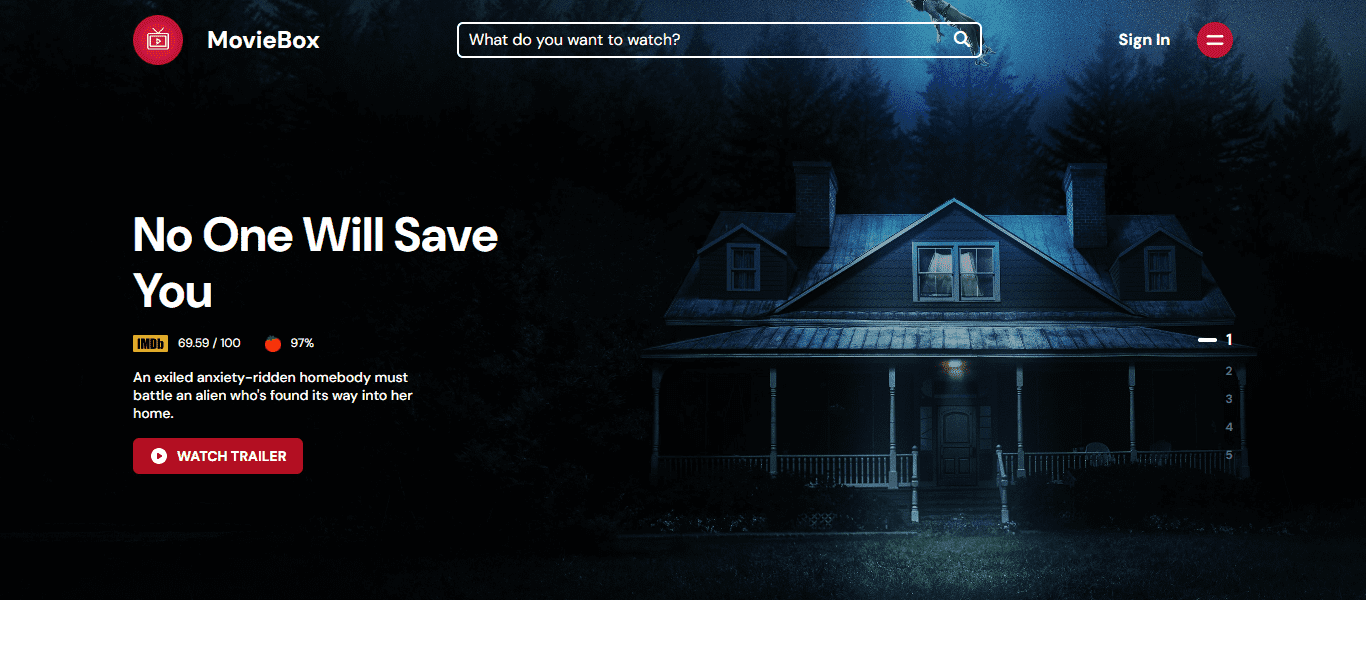 MovieBox
What do you want to watch?
Sign In
No One Will Save
You
IMDb 69.59 / 100 97%
An exiled anxiety-ridden homebody must
battle an alien who's found its way into her
home.
WATCH TRAILER
1
2
3
4
5